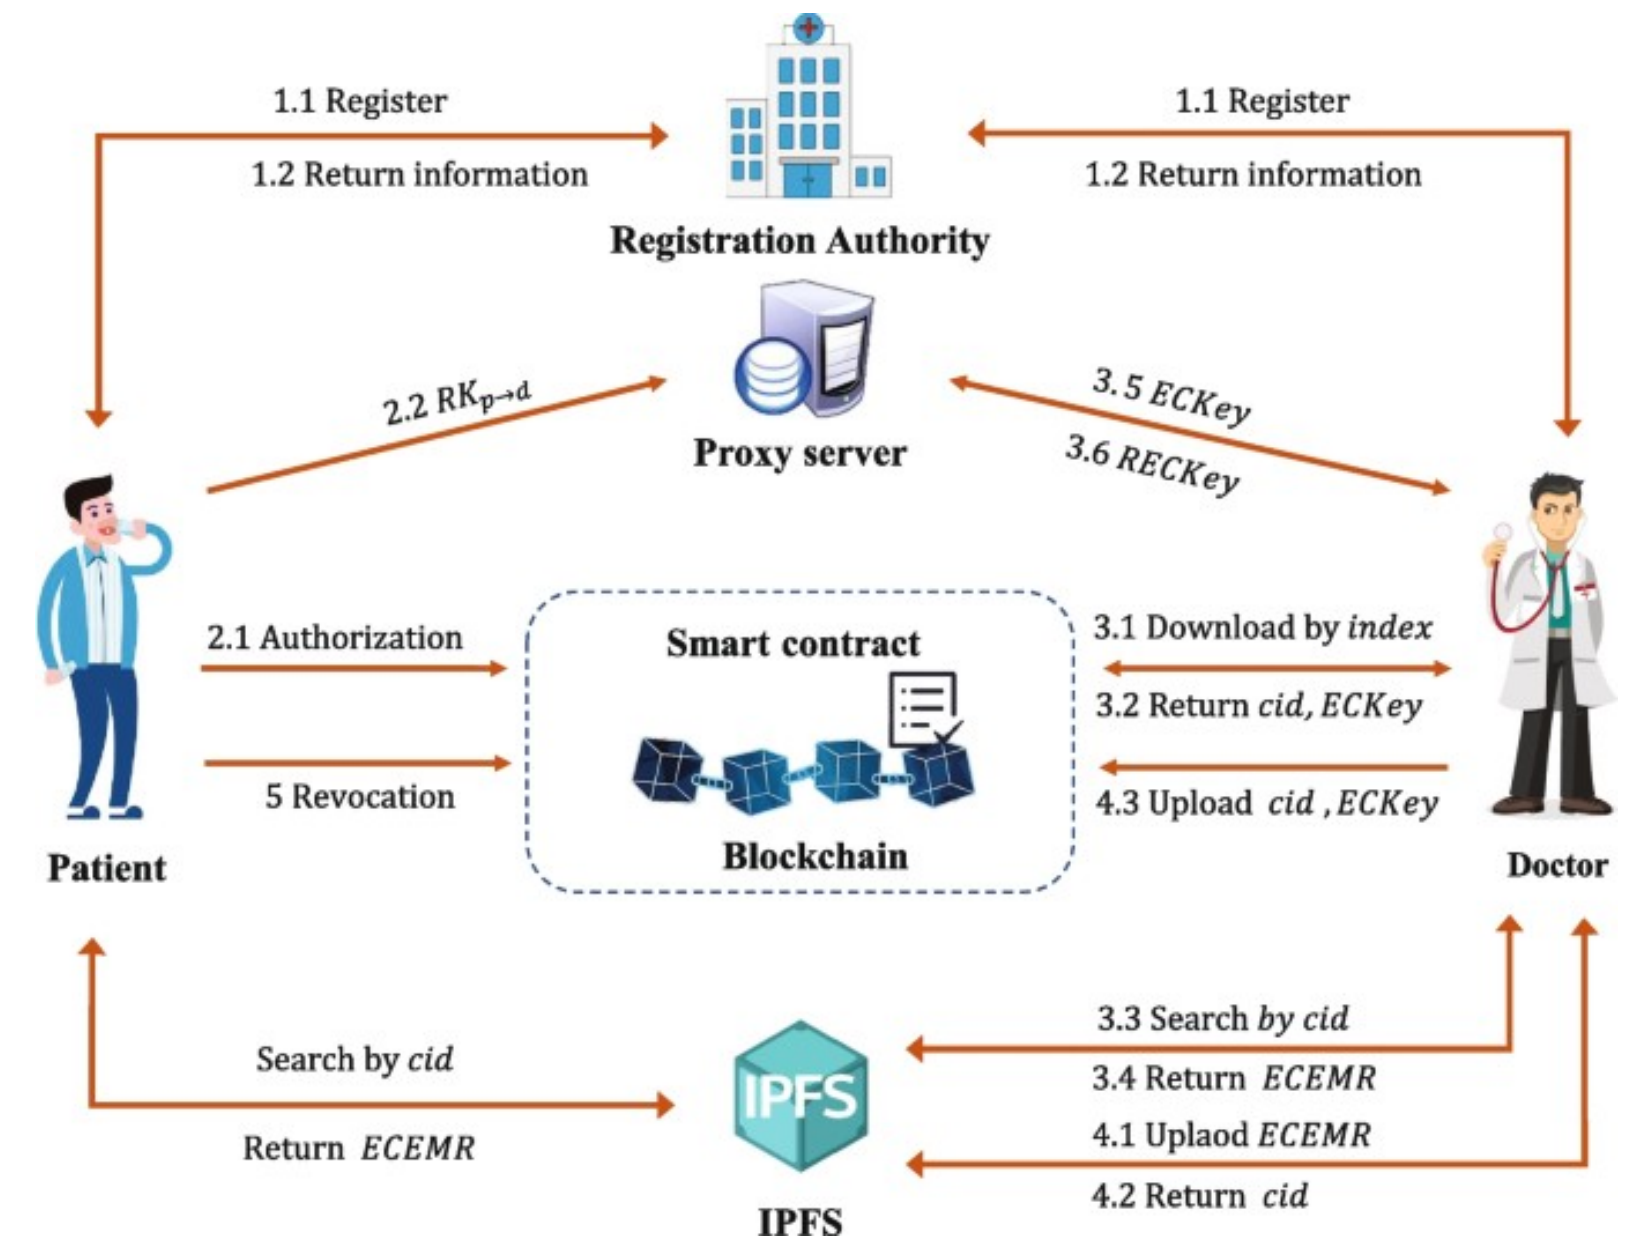 1.1 Register
1.1 Register
1.2 Return information
1.2 Return information
Registration Authority
2.2 RKp→d
3.5 ECKey
3.6 RECKey
Proxy server
2.1 Authorization
Smart contract
3.1 Download by index
3.2 Return cid, ECKey
5 Revocation
4.3 Upload cid , ECKey
Blockchain
Patient
Doctor
Search by cid
Return ECEMR
IPFS
3.3 Search by cid
3.4 Return ECEMR
4.1 Uplaod ECEMR
4.2 Return cid
IPFS